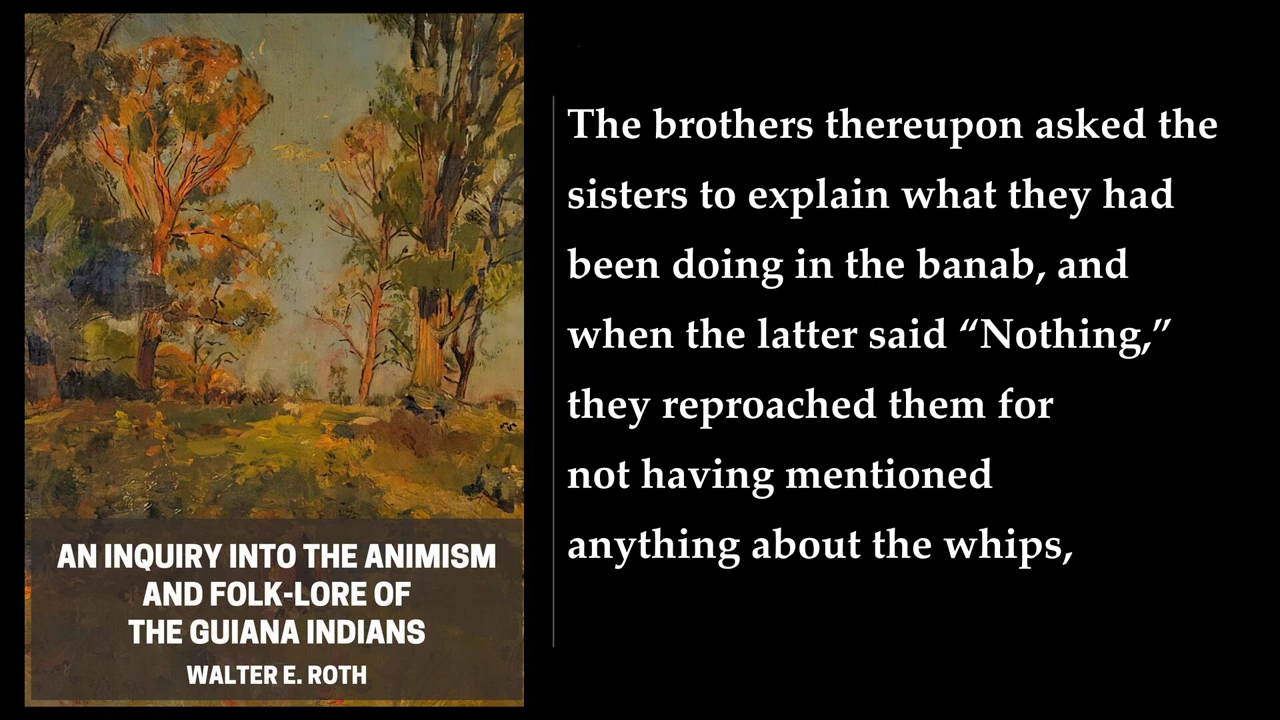 AN INQUIRY INTO THE ANIMISM
AND FOLK-LORE OF
THE GUIANA INDIANS
WALTER E. ROTH
The brothers thereupon asked the
sisters to explain what they had
been doing in the banab, and
when the latter said “Nothing,”
they reproached them for
not having mentioned
anything about the whips,